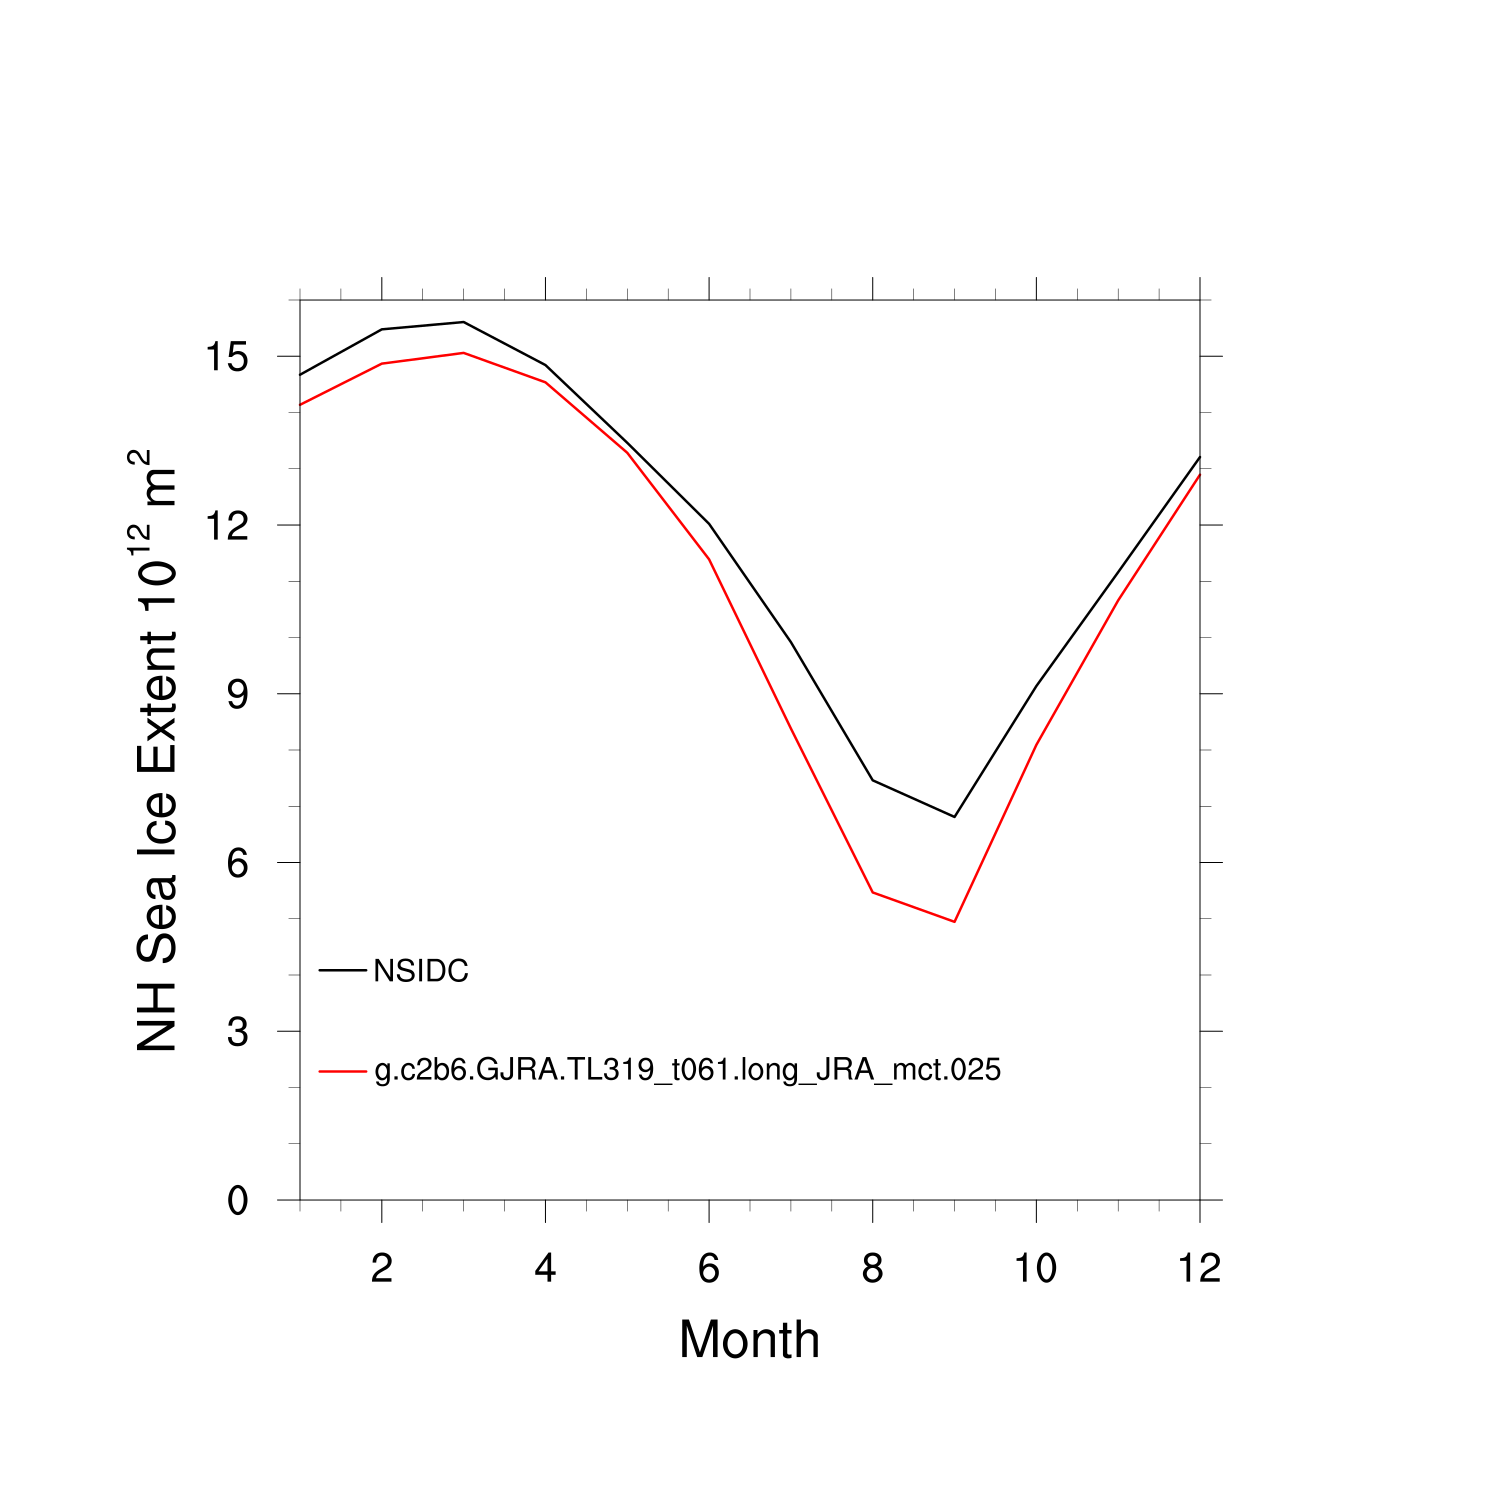 NH Sea Ice Extent 10¹² m²
15
12
9
6
3
0
NSIDC
g.c2b6.GJRA.TL319_t061.long_JRA_mct.025
2 4 6 8 10 12
Month